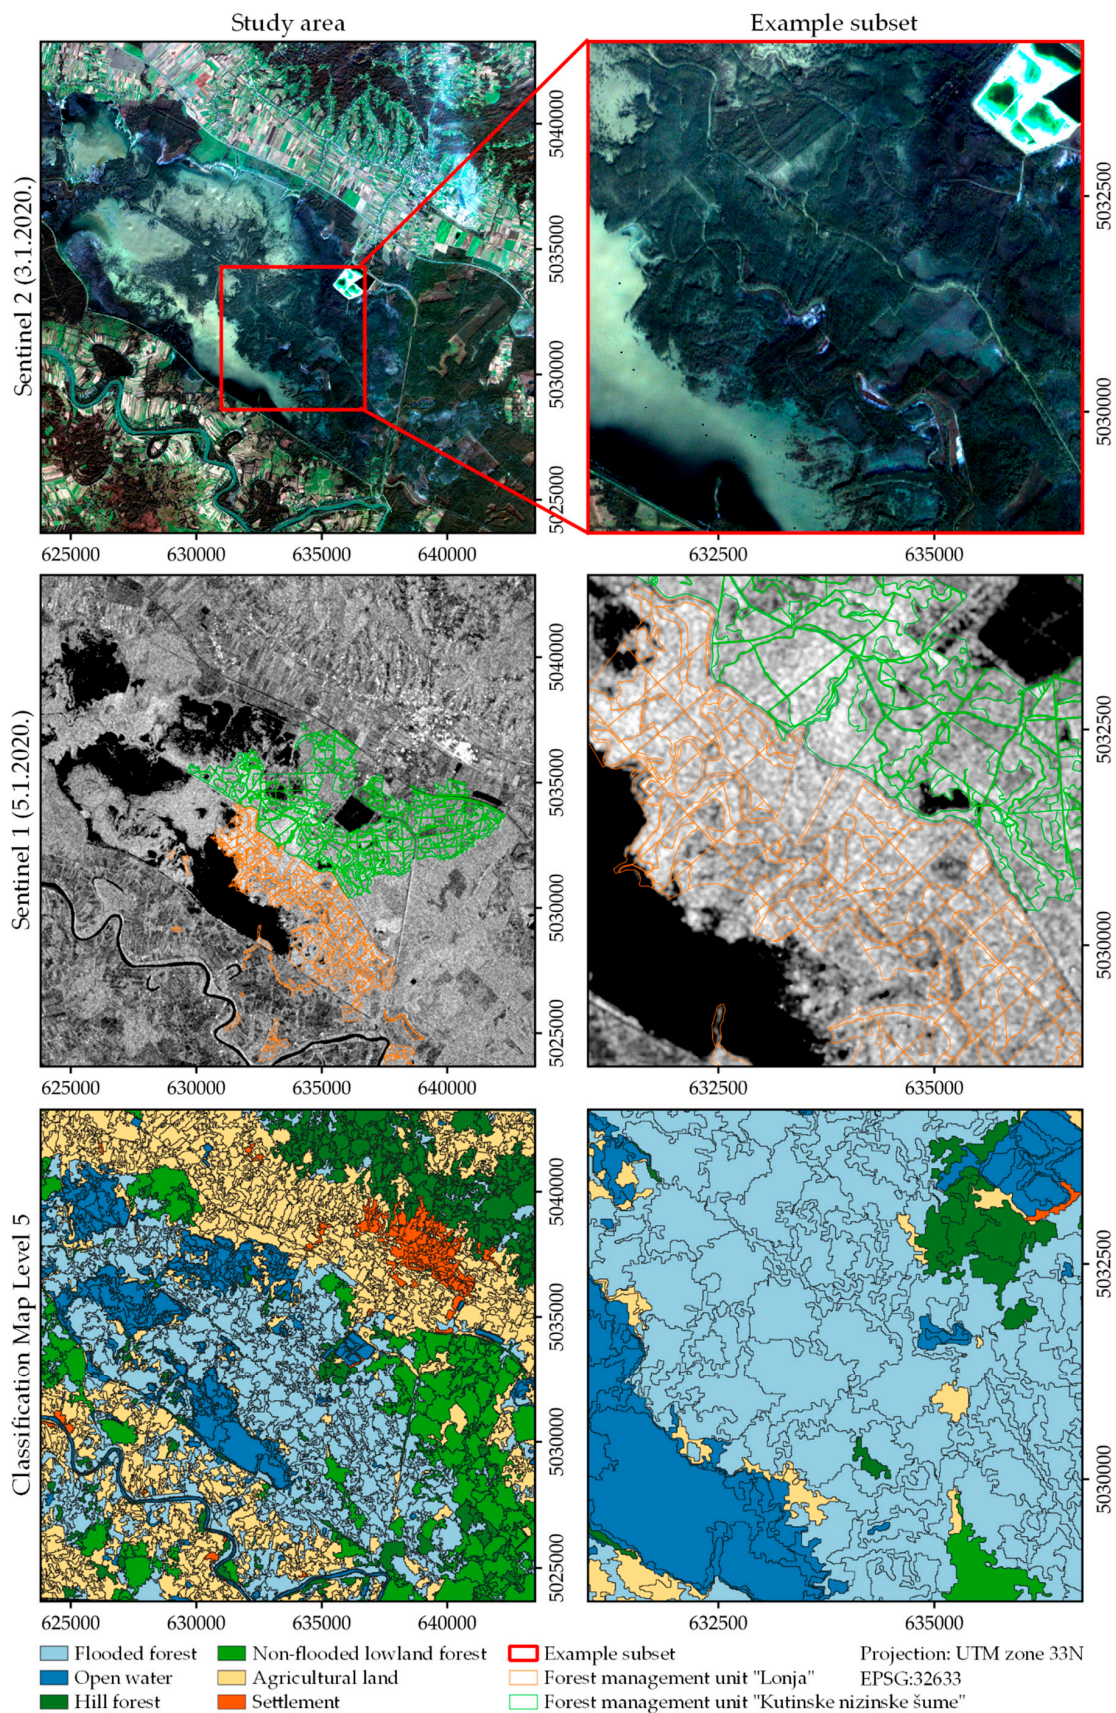 Study area
Example subset
Sentinel 2 (3.1.2020.)
5040000
5035000
5030000
5025000
5032500
5030000
625000 630000 635000 640000
632500 635000
Sentinel 1 (5.1.2020.)
5040000
5035000
5030000
5025000
5032500
5030000
625000 630000 635000 640000
632500 635000
Classification Map Level 5
5040000
5035000
5030000
5025000
5032500
5030000
625000 630000 635000 640000
632500 635000
Flooded forest
Open water
Hill forest
Non-flooded lowland forest
Agricultural land
Settlement
Example subset
Forest management unit "Lonja"
Forest management unit "Kutinske nizinske šume"
Projection: UTM zone 33N
EPSG:32633